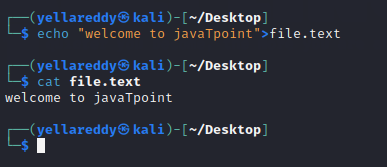 ┌──(yellareddy㉿kali)-[~/Desktop]
└─$ echo "welcome to javaTpoint">file.text
┌──(yellareddy㉿kali)-[~/Desktop]
└─$ cat file.text
welcome to javaTpoint
┌──(yellareddy㉿kali)-[~/Desktop]
└─$